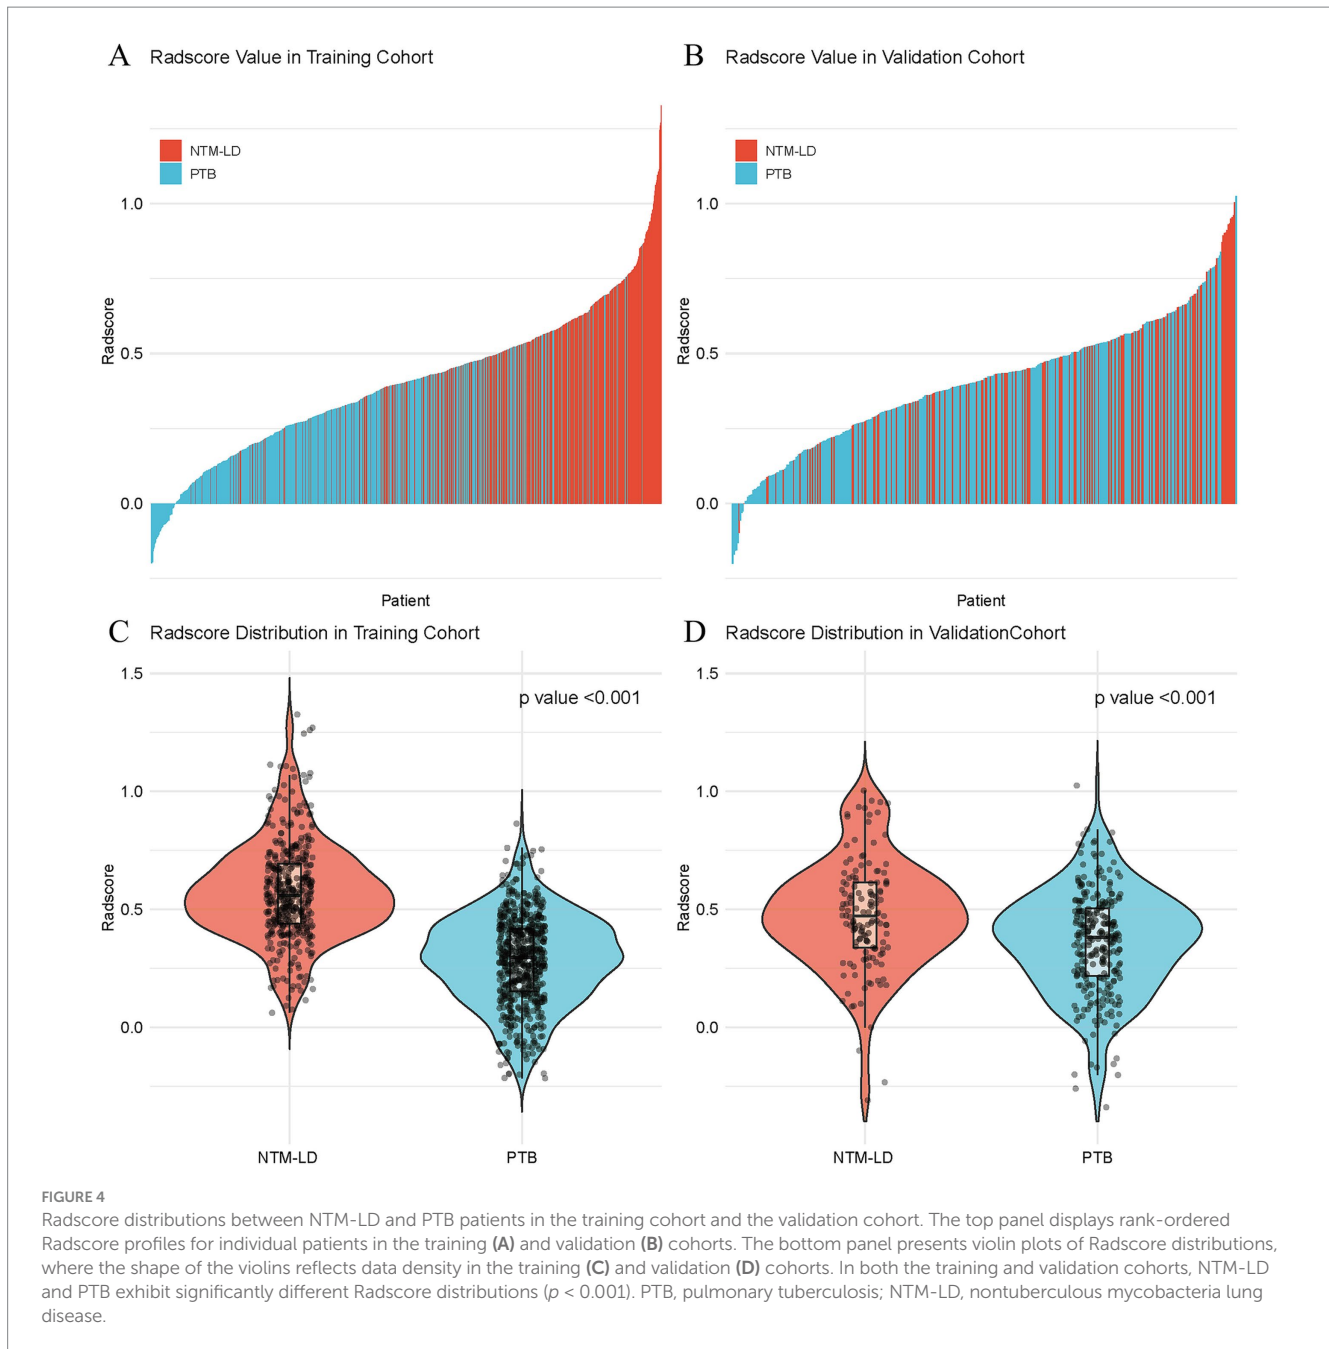 A Radscore Value in Training Cohort
NTM-LD
PTB
1.0
0.5
0.0
Radscore
Patient
B Radscore Value in Validation Cohort
NTM-LD
PTB
1.0
0.5
0.0
Radscore
Patient
C Radscore Distribution in Training Cohort
1.5
p value <0.001
1.0
0.5
0.0
Radscore
NTM-LD PTB
D Radscore Distribution in ValidationCohort
1.5
p value <0.001
1.0
0.5
0.0
Radscore
NTM-LD PTB
FIGURE 4
Radscore distributions between NTM-LD and PTB patients in the training cohort and the validation cohort. The top panel displays rank-ordered
Radscore profiles for individual patients in the training (A) and validation (B) cohorts. The bottom panel presents violin plots of Radscore distributions,
where the shape of the violins reflects data density in the training (C) and validation (D) cohorts. In both the training and validation cohorts, NTM-LD
and PTB exhibit significantly different Radscore distributions (p < 0.001). PTB, pulmonary tuberculosis; NTM-LD, nontuberculous mycobacteria lung
disease.